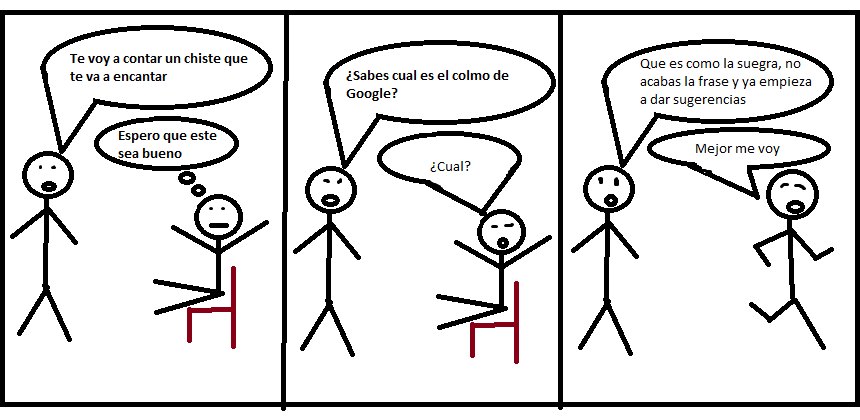 Te voy a contar un chiste que
te va a encantar
Espero que este
sea bueno
¿Sabes cual es el colmo de
Google?
¿Cual?
Que es como la suegra, no
acabas la frase y ya empieza
a dar sugerencias
Mejor me voy